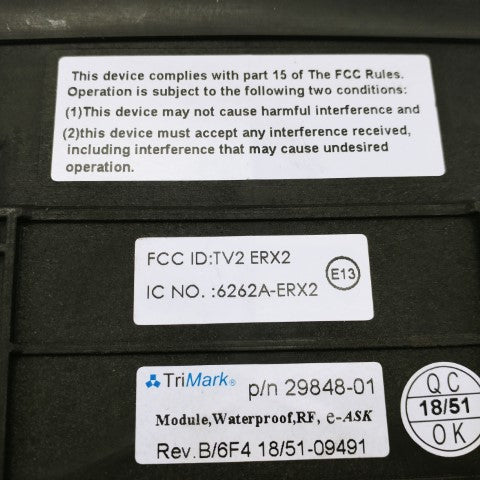 This device complies with part 15 of The FCC Rules.
Operation is subject to the following two conditions:
(1)This device may not cause harmful interference and
(2)this device must accept any interference received,
including interference that may cause undesired
operation.
FCC ID:TV2 ERX2
IC NO. :6262A-ERX2
E13
TriMark® p/n 29848-01
Module,Waterproof,RF, e-ASK
Rev.B/6F4 18/51-09491
QC
18/51
OK